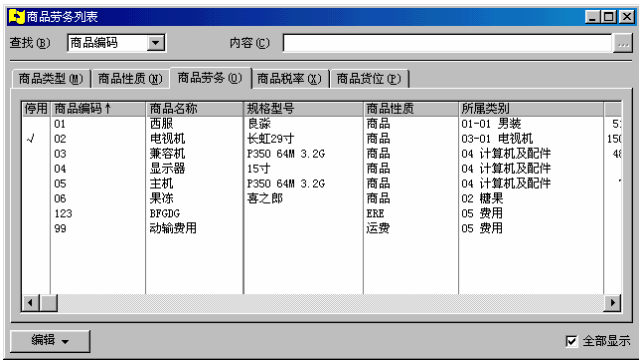 商品劳务列表
查找(B) 商品编码 内容(C) ...
商品类型(M) 商品性质(N) 商品劳务(O) 商品税率(X) 商品货位(P)
停用 商品编码↑ 商品名称 规格型号 商品性质 所属类别
01 西服 良淼 商品 01-01 男装
√ 02 电视机 长虹29寸 商品 03-01 电视机 150
03 兼容机 P350 64M 3.2G 商品 04 计算机及配件
04 显示器 15寸 商品 04 计算机及配件
05 主机 P350 64M 3.2G 商品 04 计算机及配件
06 果冻 喜之郎 商品 02 糖果
123 BFGDG ERE 05 费用
99 动输费用 运费 05 费用
编辑 全部显示